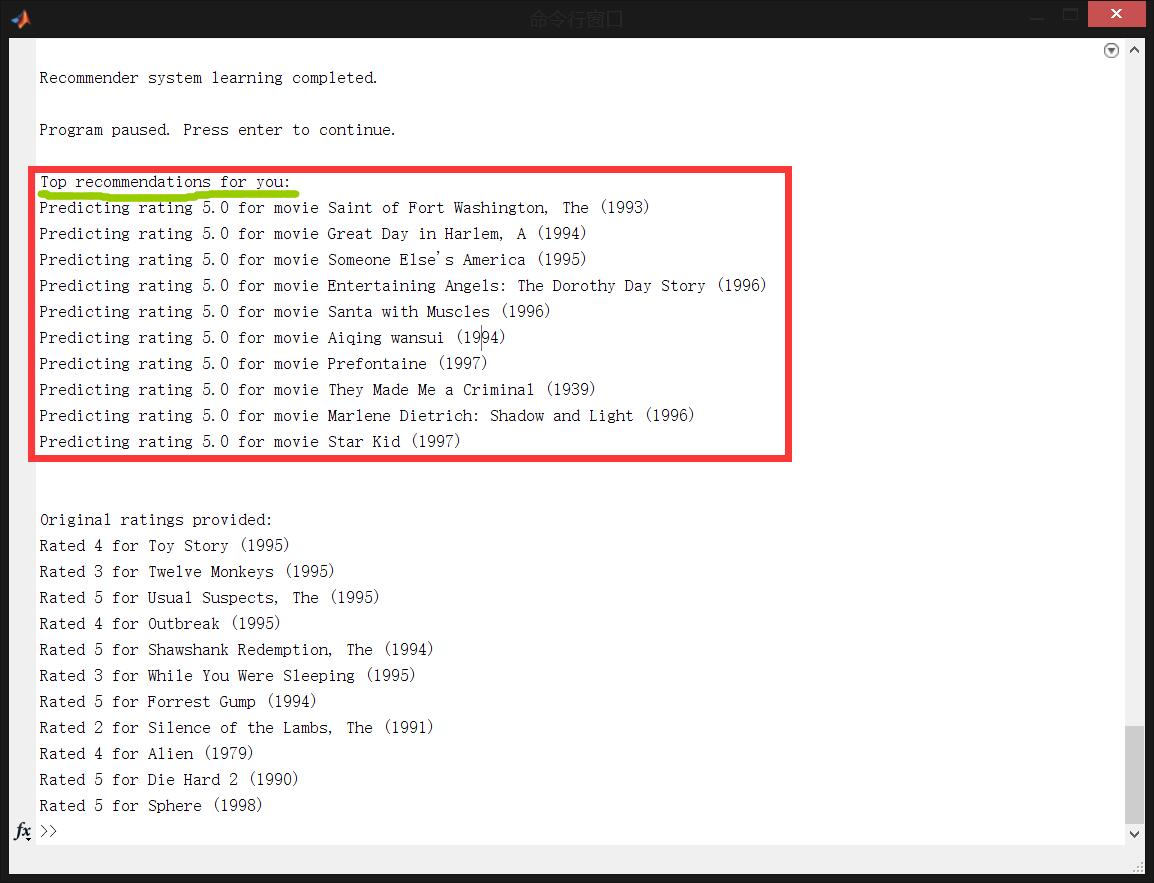 命令行窗口
Recommender system learning completed.
Program paused. Press enter to continue.
Top recommendations for you:
Predicting rating 5.0 for movie Saint of Fort Washington, The (1993)
Predicting rating 5.0 for movie Great Day in Harlem, A (1994)
Predicting rating 5.0 for movie Someone Else's America (1995)
Predicting rating 5.0 for movie Entertaining Angels: The Dorothy Day Story (1996)
Predicting rating 5.0 for movie Santa with Muscles (1996)
Predicting rating 5.0 for movie Aiqing wansui (1994)
Predicting rating 5.0 for movie Prefontaine (1997)
Predicting rating 5.0 for movie They Made Me a Criminal (1939)
Predicting rating 5.0 for movie Marlene Dietrich: Shadow and Light (1996)
Predicting rating 5.0 for movie Star Kid (1997)
Original ratings provided:
Rated 4 for Toy Story (1995)
Rated 3 for Twelve Monkeys (1995)
Rated 5 for Usual Suspects, The (1995)
Rated 4 for Outbreak (1995)
Rated 5 for Shawshank Redemption, The (1994)
Rated 3 for While You Were Sleeping (1995)
Rated 5 for Forrest Gump (1994)
Rated 2 for Silence of the Lambs, The (1991)
Rated 4 for Alien (1979)
Rated 5 for Die Hard 2 (1990)
Rated 5 for Sphere (1998)
fx >>